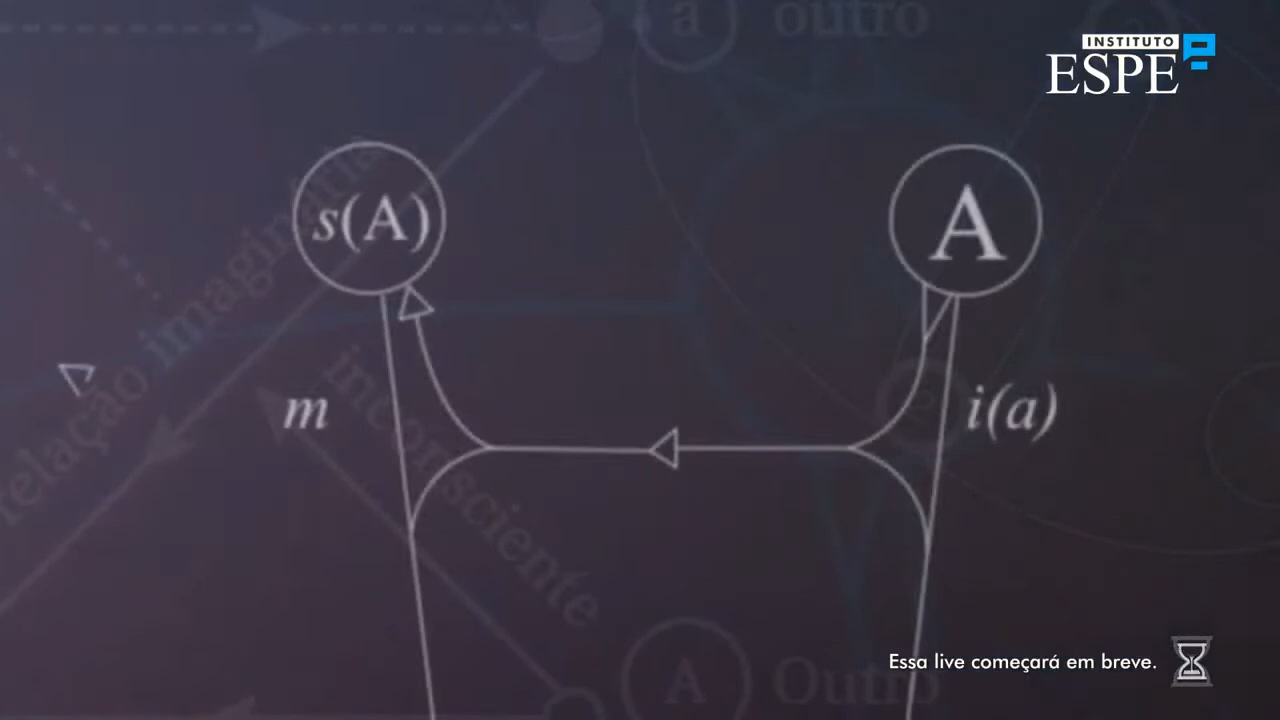 a outro
INSTITUTO
ESPE
s(A)
A
relação imaginária
m
i(a)
inconsciente
Essa live começará em breve.
A Outro